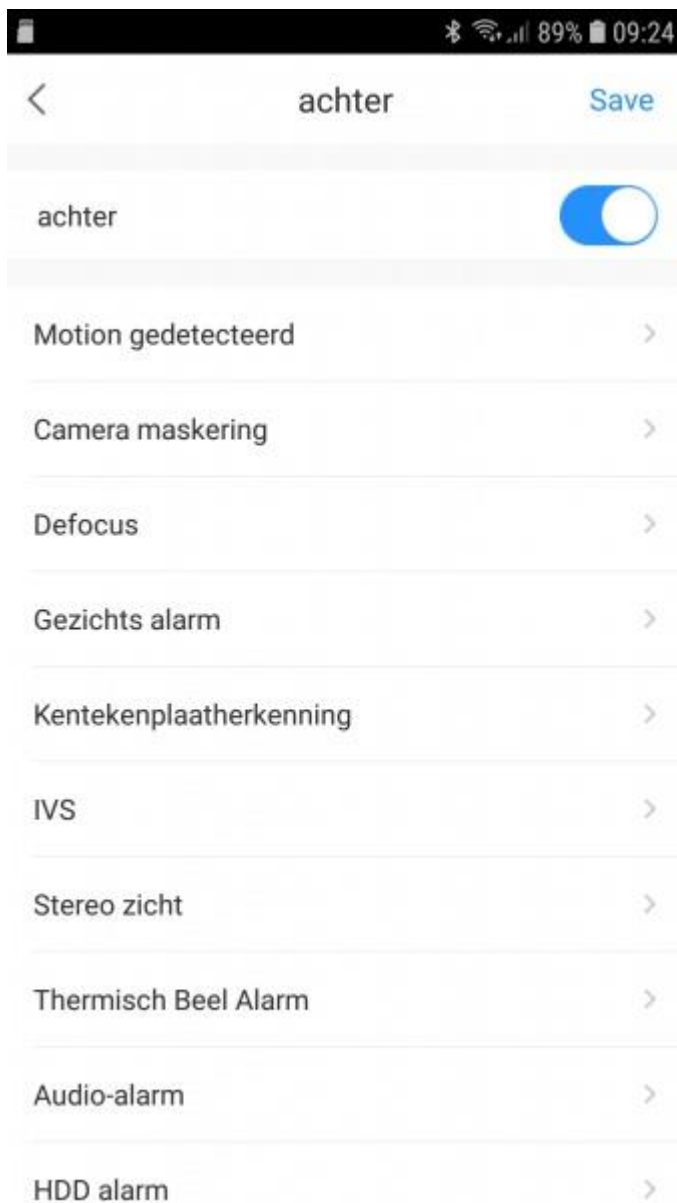 89% 09:24
achter Save
achter
Motion gedetecteerd
Camera maskering
Defocus
Gezichts alarm
Kentekenplaatherkenning
IVS
Stereo zicht
Thermisch Beel Alarm
Audio-alarm
HDD alarm